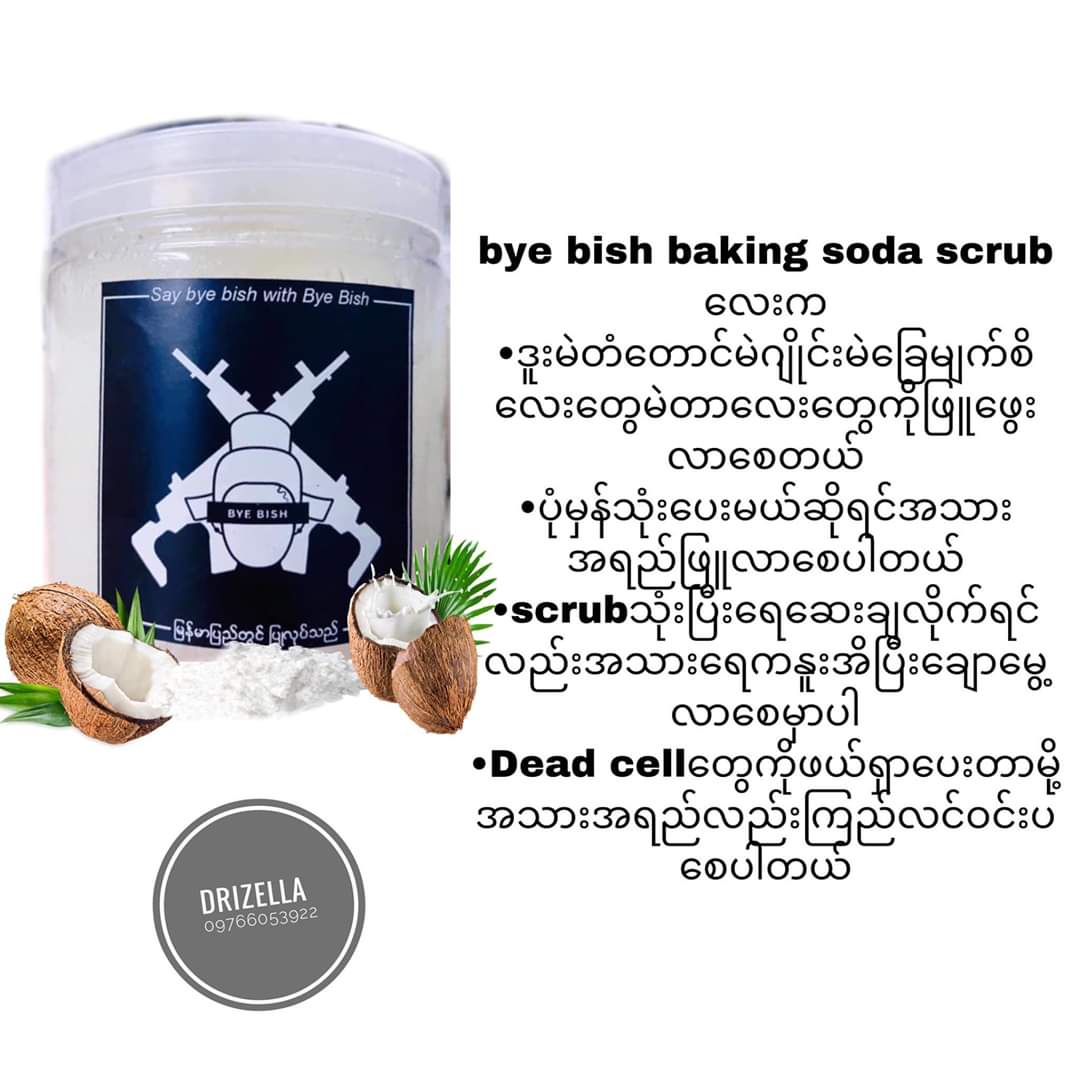 Say bye bish with Bye Bish
BYE BISH
မြန်မာပြည်တွင် ပြုလုပ်သည်
bye bish baking soda scrub
လေးက
•ဒူးမဲတံတောင်မဲဂျိုင်းမဲခြေမျက်စိ
လေးတွေမဲတာလေးတွေကိုဖြူဖွေး
လာစေတယ်
•ပုံမှန်သုံးပေးမယ်ဆိုရင်အသား
အရည်ဖြူလာစေပါတယ်
•scrubသုံးပြီးရေဆေးချလိုက်ရင်
လည်းအသားရေကနူးအိပြီးချောမွေ့
လာစေမှာပါ
•Dead cellတွေကိုဖယ်ရှာပေးတာမို့
အသားအရည်လည်းကြည်လင်ဝင်းပ
စေပါတယ်
DRIZELLA
09766053922